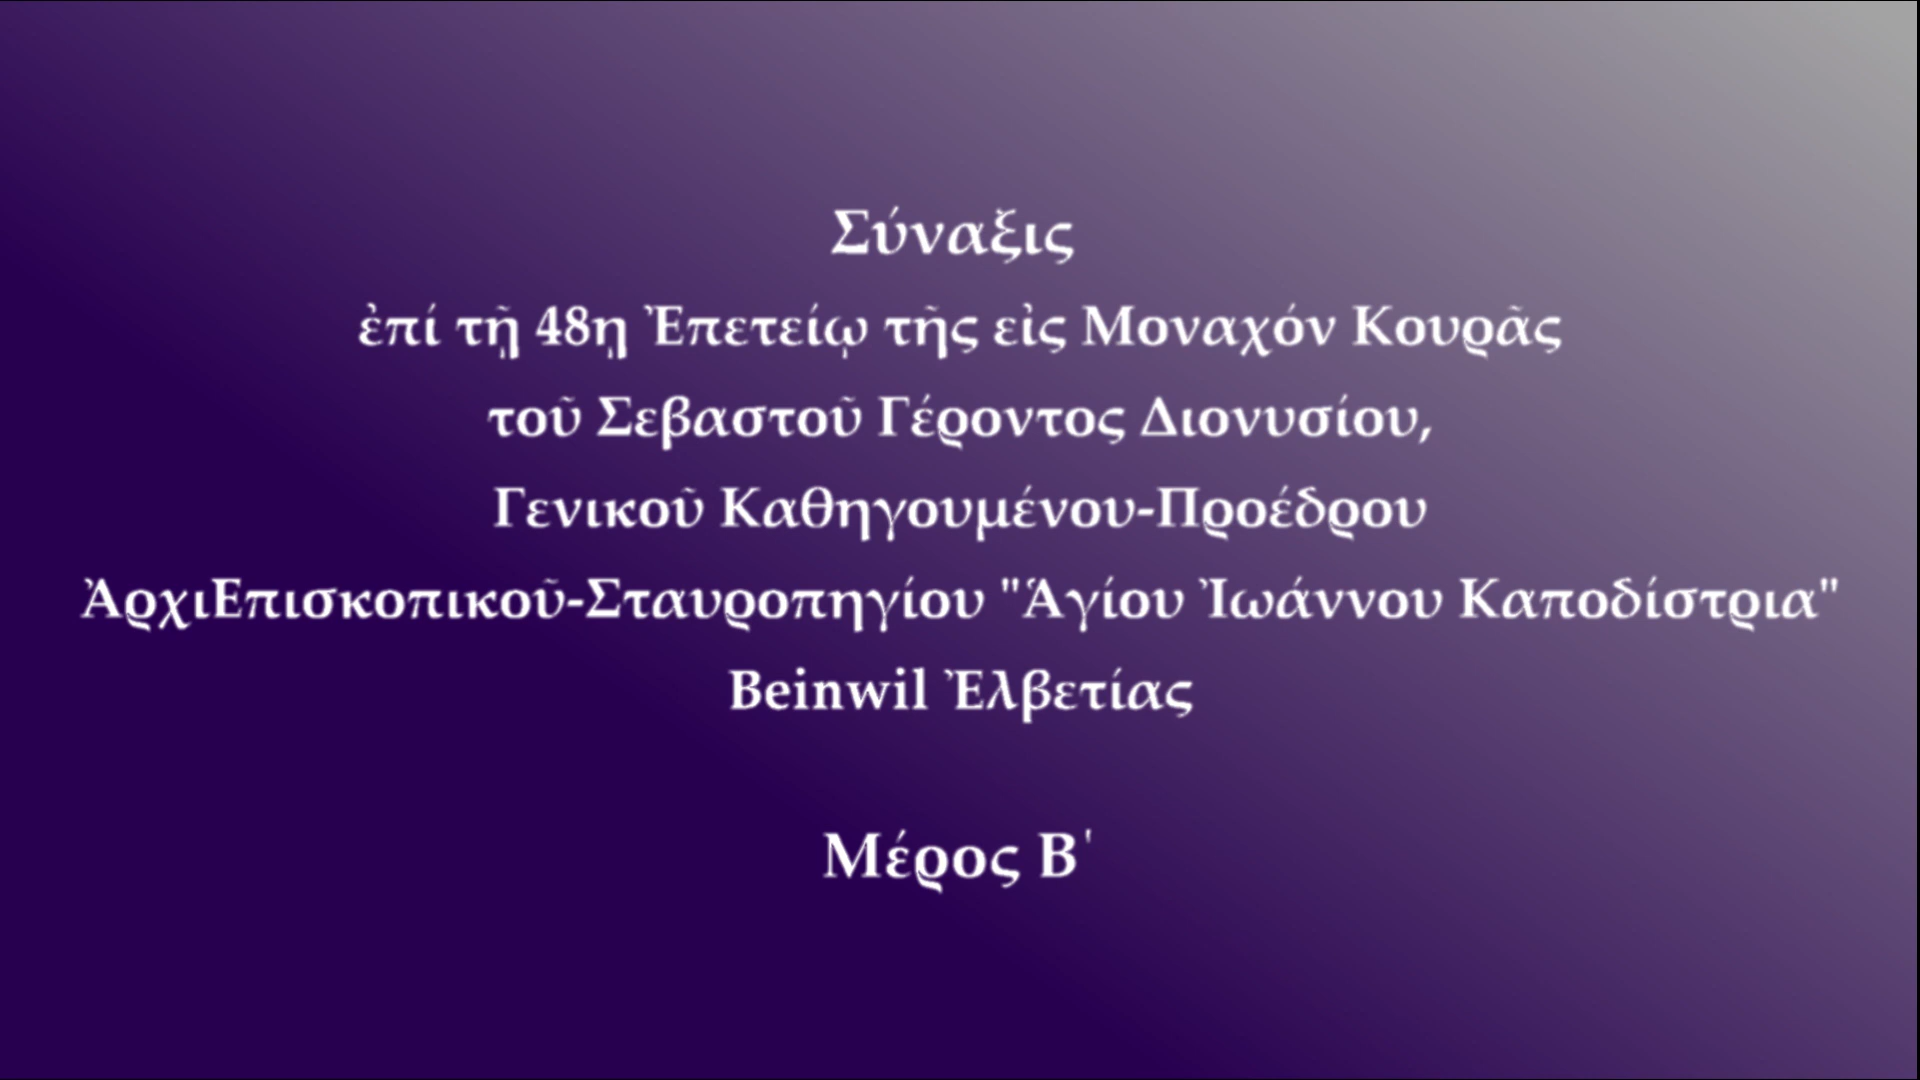 Σύναξις
ἐπί τῇ 48ῃ Ἐπετείῳ τῆς εἰς Μοναχόν Κουρᾶς
τοῦ Σεβαστοῦ Γέροντος Διονυσίου,
Γενικοῦ Καθηγουμένου-Προέδρου
ἈρχιΕπισκοπικοῦ-Σταυροπηγίου "Ἁγίου Ἰωάννου Καποδίστρια"
Beinwil Ἐλβετίας
Μέρος Β΄